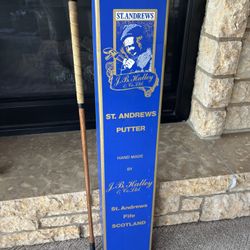 ST. ANDREWS
J.B. Halley
& Co. Ltd.
ST. ANDREWS
PUTTER
HAND MADE
BY
J.B. Halley
& Co. Ltd.
St. Andrews
Fife
SCOTLAND